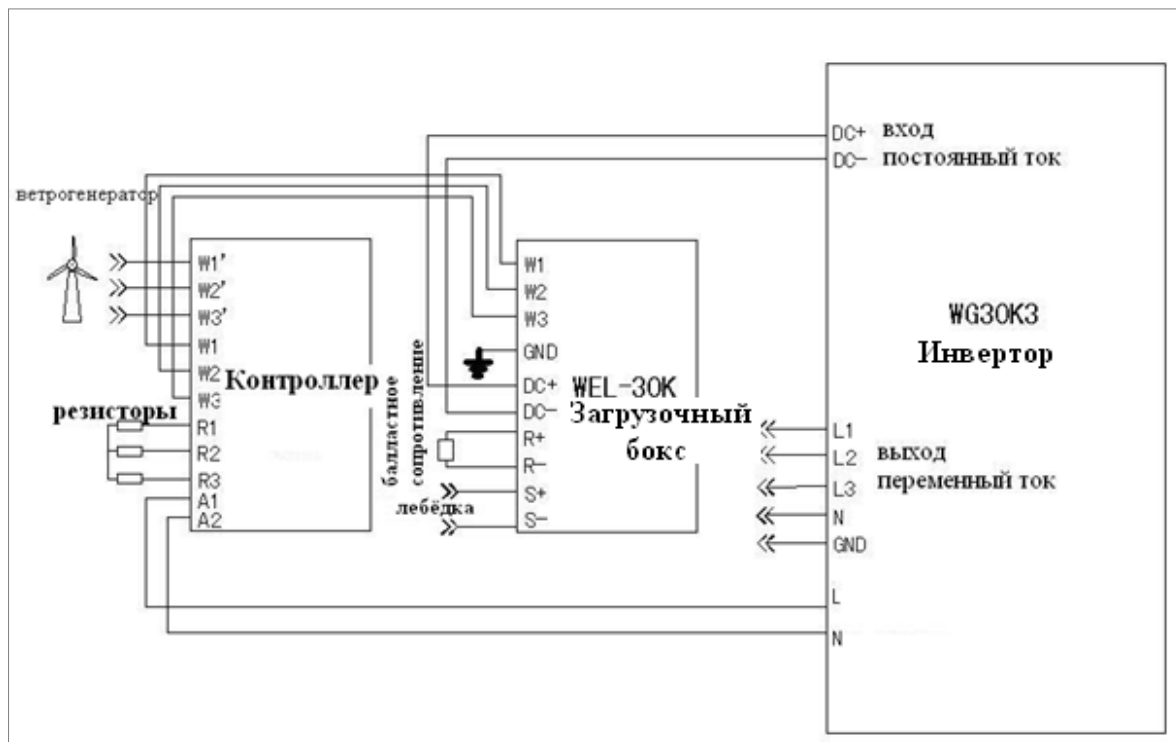 ветрогенератор
W1'
W2'
W3'
W1
W2
W3
Контроллер
резисторы
R1
R2
R3
A1
A2
балластное
сопротивление
лебёдка
W1
W2
W3
GND
DC+
DC-
R+
R-
S+
S-
WEL-30K
Загрузочный
бокс
DC+ вход
DC- постоянный ток
WG30K3
Инвертор
L1
L2 выход
L3 переменный ток
N
GND
L
N